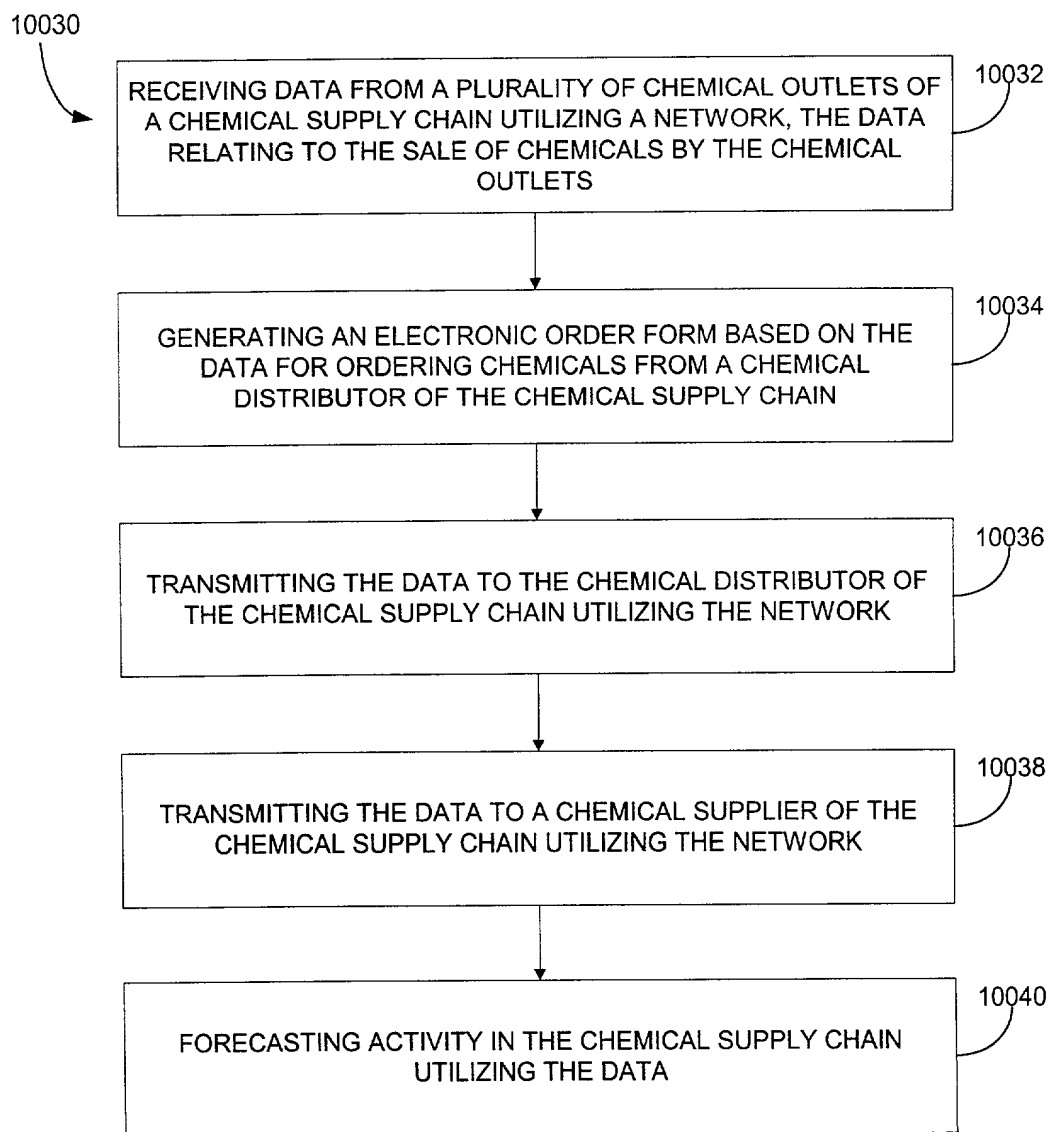 10030
10032
RECEIVING DATA FROM A PLURALITY OF CHEMICAL OUTLETS OF
A CHEMICAL SUPPLY CHAIN UTILIZING A NETWORK, THE DATA
RELATING TO THE SALE OF CHEMICALS BY THE CHEMICAL
OUTLETS
10034
GENERATING AN ELECTRONIC ORDER FORM BASED ON THE
DATA FOR ORDERING CHEMICALS FROM A CHEMICAL
DISTRIBUTOR OF THE CHEMICAL SUPPLY CHAIN
10036
TRANSMITTING THE DATA TO THE CHEMICAL DISTRIBUTOR OF
THE CHEMICAL SUPPLY CHAIN UTILIZING THE NETWORK
10038
TRANSMITTING THE DATA TO A CHEMICAL SUPPLIER OF THE
CHEMICAL SUPPLY CHAIN UTILIZING THE NETWORK
10040
FORECASTING ACTIVITY IN THE CHEMICAL SUPPLY CHAIN
UTILIZING THE DATA